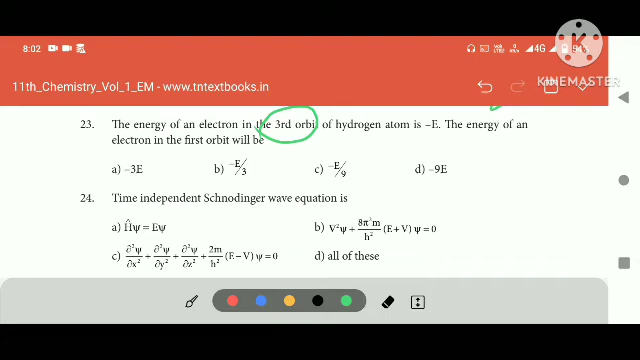 8:02
4G
94%
KINEMASTER
11th_Chemistry_Vol_1_EM - www.tntextbooks.in
23. The energy of an electron in the 3rd orbi of hydrogen atom is –E. The energy of an
electron in the first orbit will be
a) –3E b) –E/3 c) –E/9 d) –9E
24. Time independent Schnodinger wave equation is
a) Ĥψ = Eψ b) ∇²ψ + 8π²m/h² (E + V) ψ = 0
c) ∂²ψ/∂x² + ∂²ψ/∂y² + ∂²ψ/∂z² + 2m/h² (E – V) ψ = 0 d) all of these